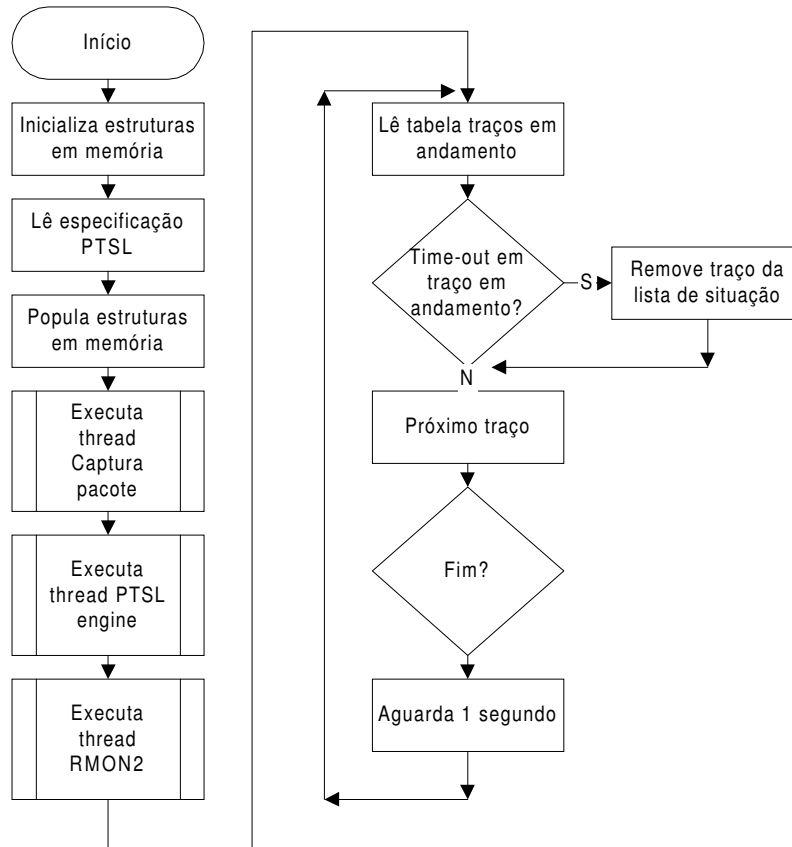 Início
Inicializa estruturas
em memória
Lê especificação
PTSL
Popula estruturas
em memória
Executa
thread
Captura
pacote
Executa
thread PTSL
engine
Executa
thread
RMON2
Lê tabela traços em
andamento
Time-out em
traço em
andamento?
S
Remove traço da
lista de situação
N
Próximo traço
Fim?
Aguarda 1 segundo